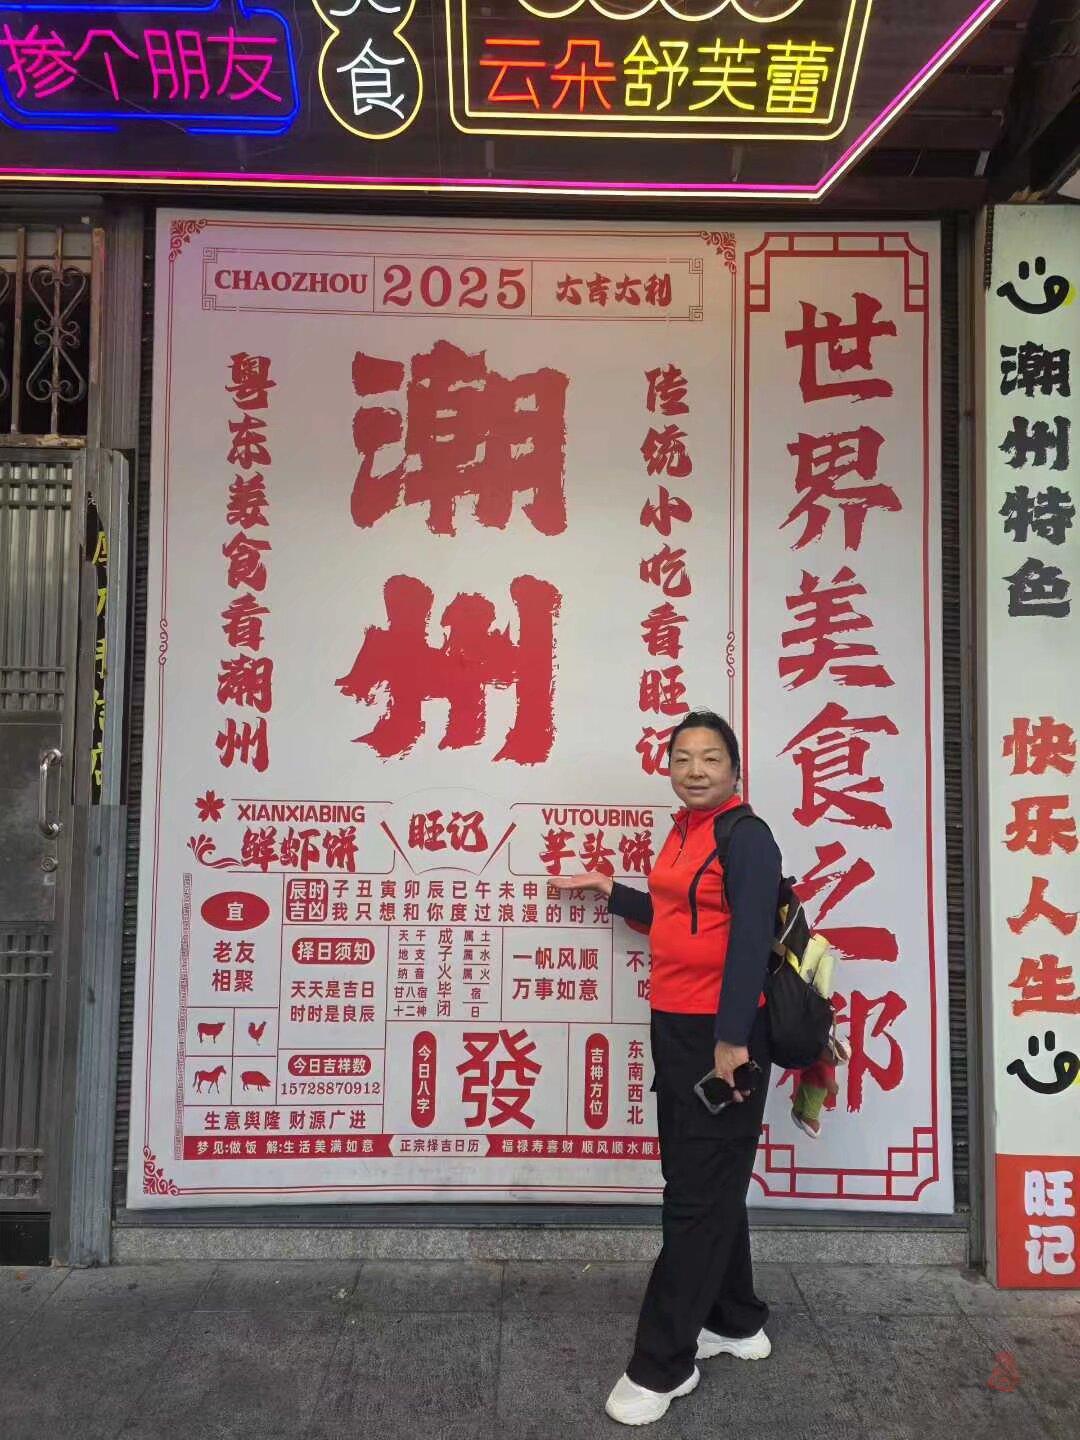 掺个朋友
食
云朵舒芙蕾
CHAOZHOU
2025
大吉大利
潮州
粤东美食看潮州
传统小吃看旺记
世界美食之都
XIANXIABING
鲜虾饼
旺记
YUTOUBING
芋头饼
宜
老友
相聚
辰时
吉凶
子丑寅卯辰巳午未申酉戌亥
我只想和你度过浪漫的时光
择日须知
天天是吉日
时时是良辰
天干
地支
纳音
廿八宿
十二神
成子火毕闭
属土
属水
属火
宿
日
一帆风顺
万事如意
不
吃
今日吉祥数
15728870912
生意舆隆 财源广进
今日八字
發
吉神方位
东南西北
梦见:做饭 解:生活美满如意
正宗择吉日历
福禄寿喜财 顺风顺水顺
潮州特色
快乐人生
旺记